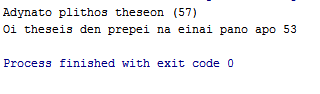 Adynato plithos theseon (57)
Oi theseis den prepei na einai pano apo 53
Process finished with exit code 0